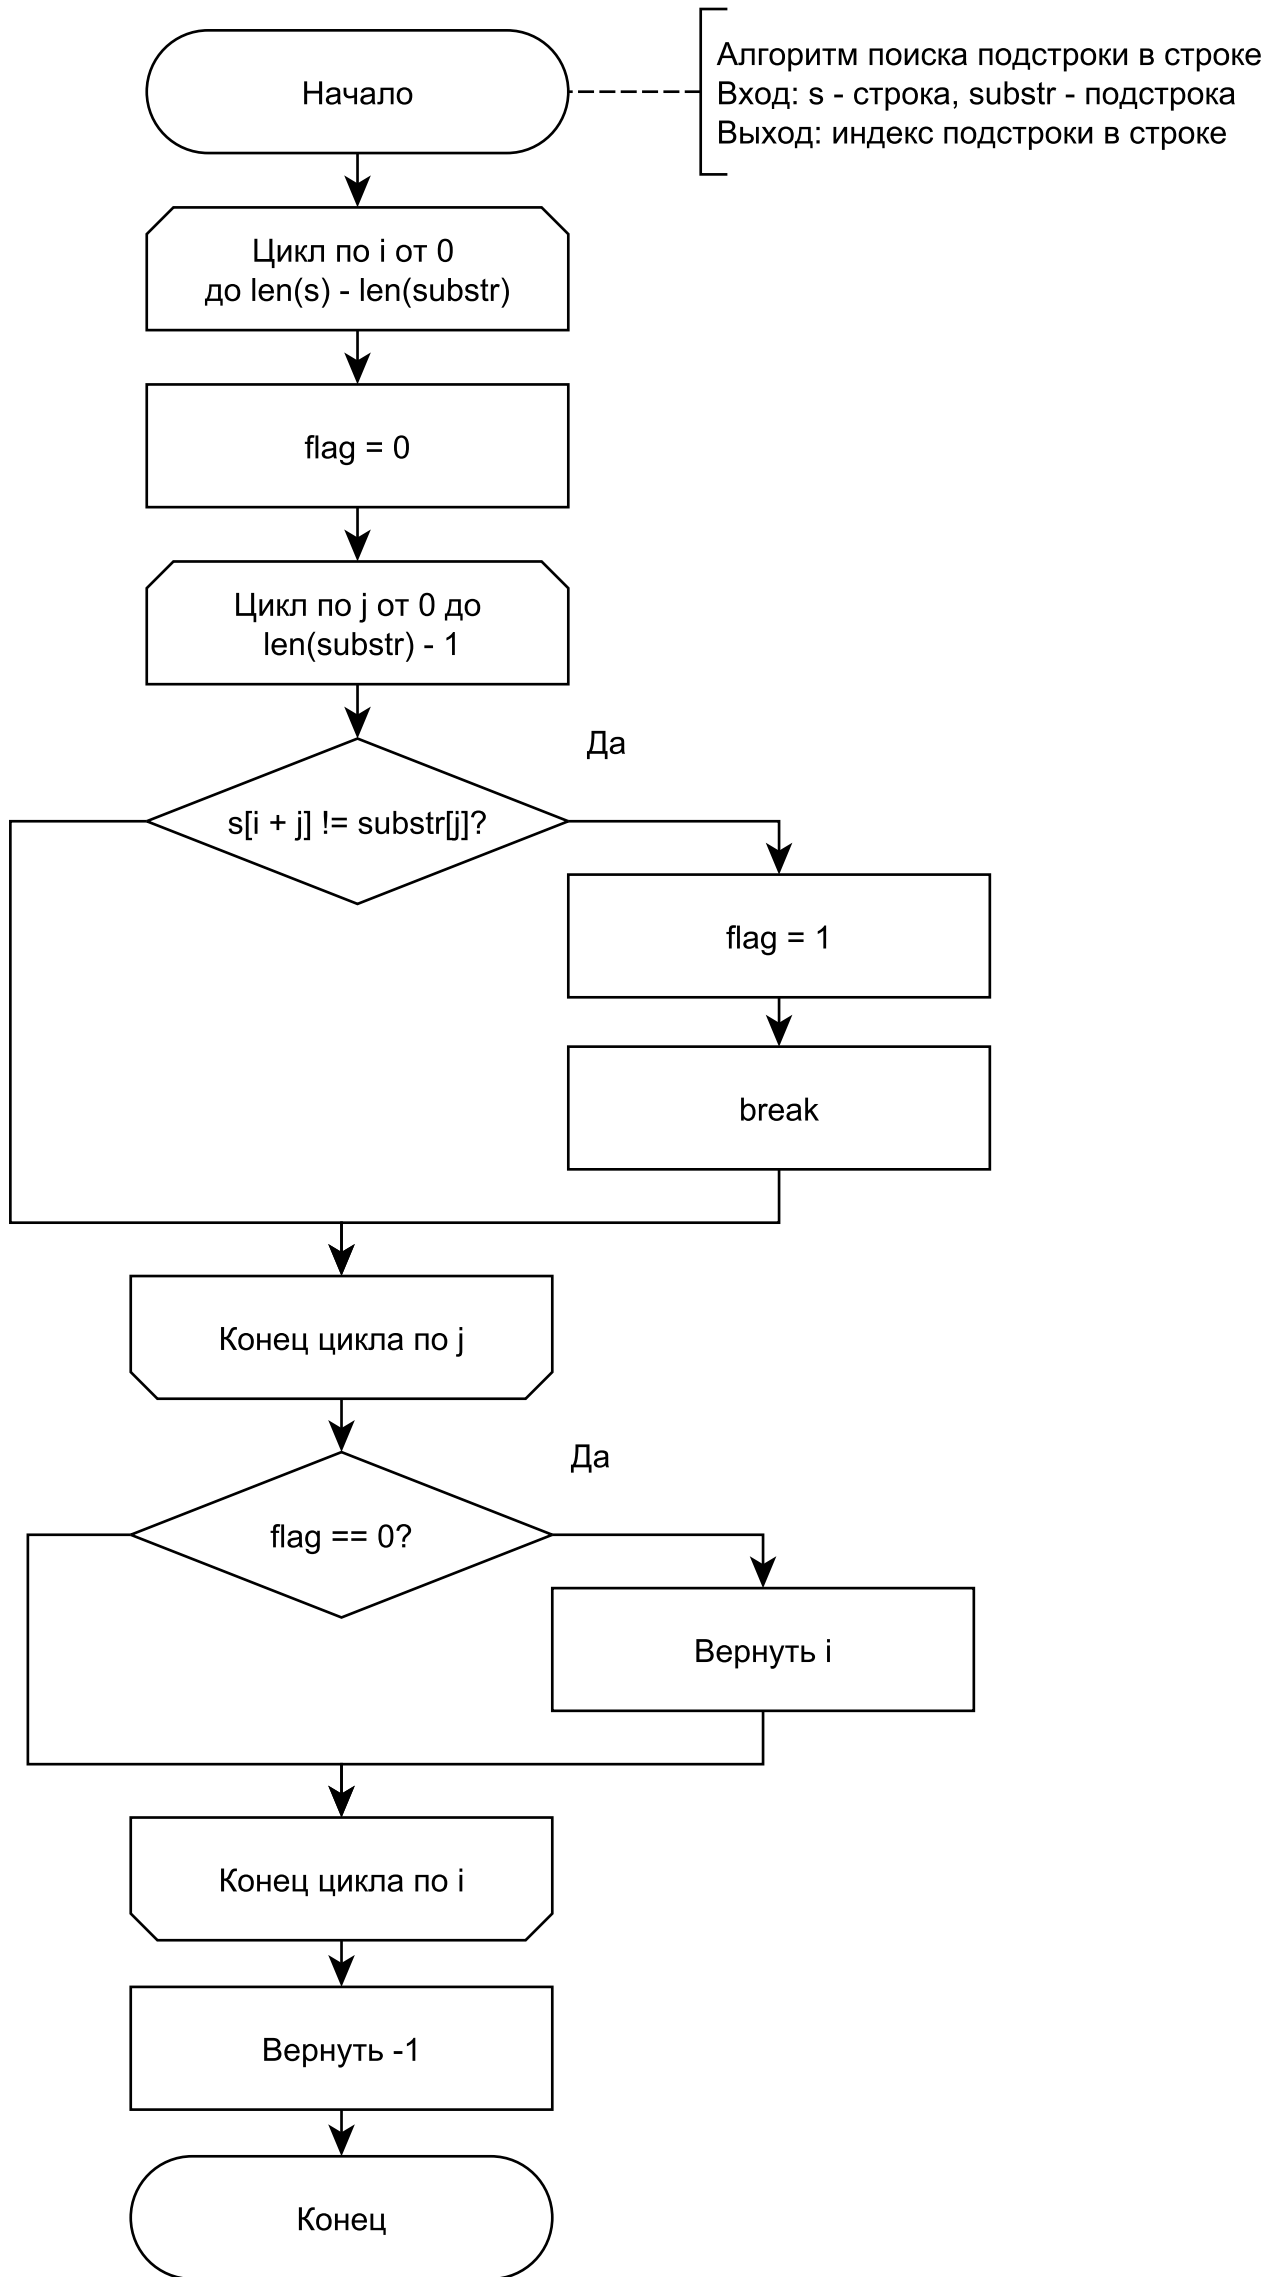 Начало
Алгоритм поиска подстроки в строке
Вход: s - строка, substr - подстрока
Выход: индекс подстроки в строке
Цикл по i от 0
до len(s) - len(substr)
flag = 0
Цикл по j от 0 до
len(substr) - 1
Да
s[i + j] != substr[j]?
flag = 1
break
Конец цикла по j
Да
flag == 0?
Вернуть i
Конец цикла по i
Вернуть -1
Конец